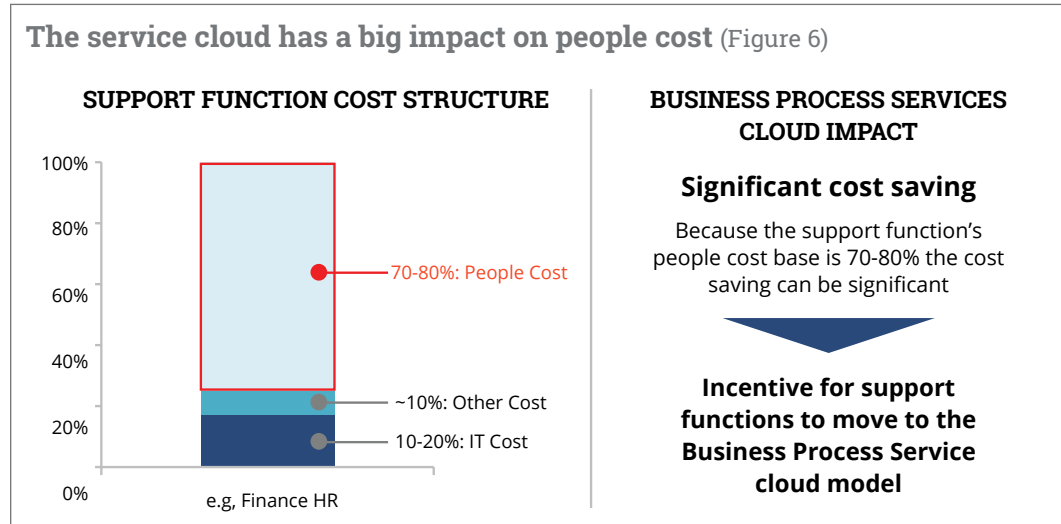 The service cloud has a big impact on people cost (Figure 6)
SUPPORT FUNCTION COST STRUCTURE
100%
80%
60%
40%
20%
0%
70-80%: People Cost
~10%: Other Cost
10-20%: IT Cost
e.g, Finance HR
BUSINESS PROCESS SERVICES
CLOUD IMPACT
Significant cost saving
Because the support function’s
people cost base is 70-80% the cost
saving can be significant
Incentive for support
functions to move to the
Business Process Service
cloud model